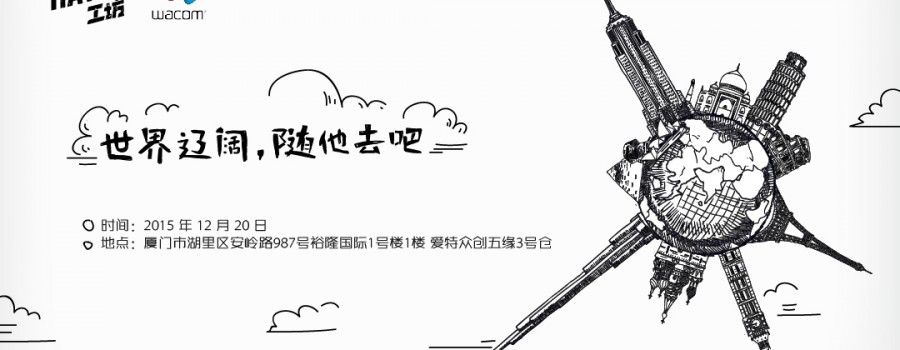 工坊
wacom
世界辽阔,随他去吧
时间: 2015 年 12 月 20 日
地点: 厦门市湖里区安岭路987号裕隆国际1号楼1楼 爱特众创五缘3号仓